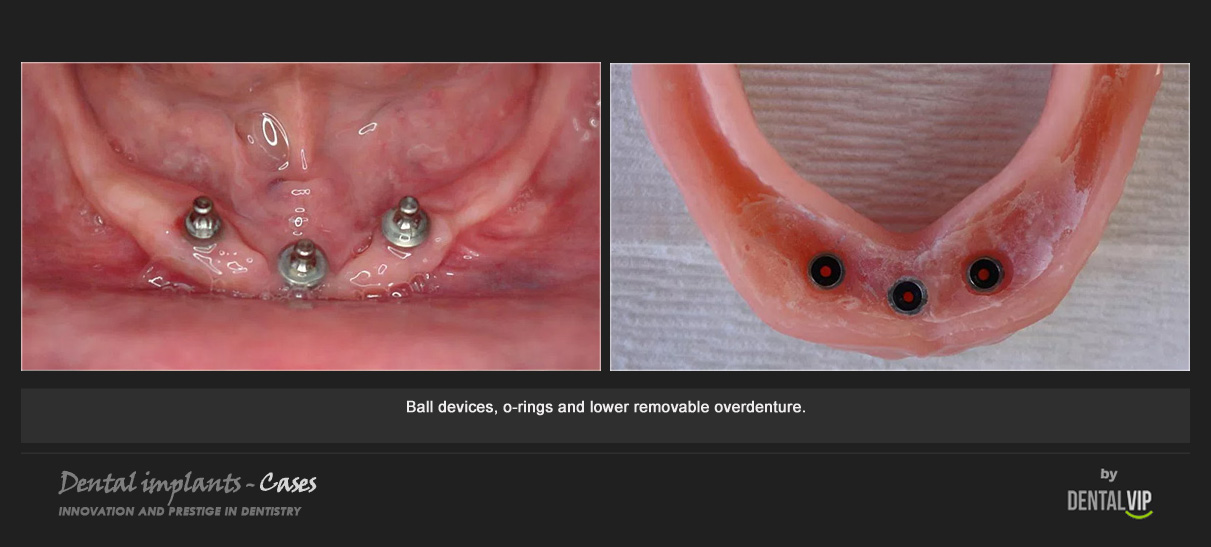 Ball devices, o-rings and lower removable overdenture.
Dental implants - Cases
INNOVATION AND PRESTIGE IN DENTISTRY
by
DENTALVIP